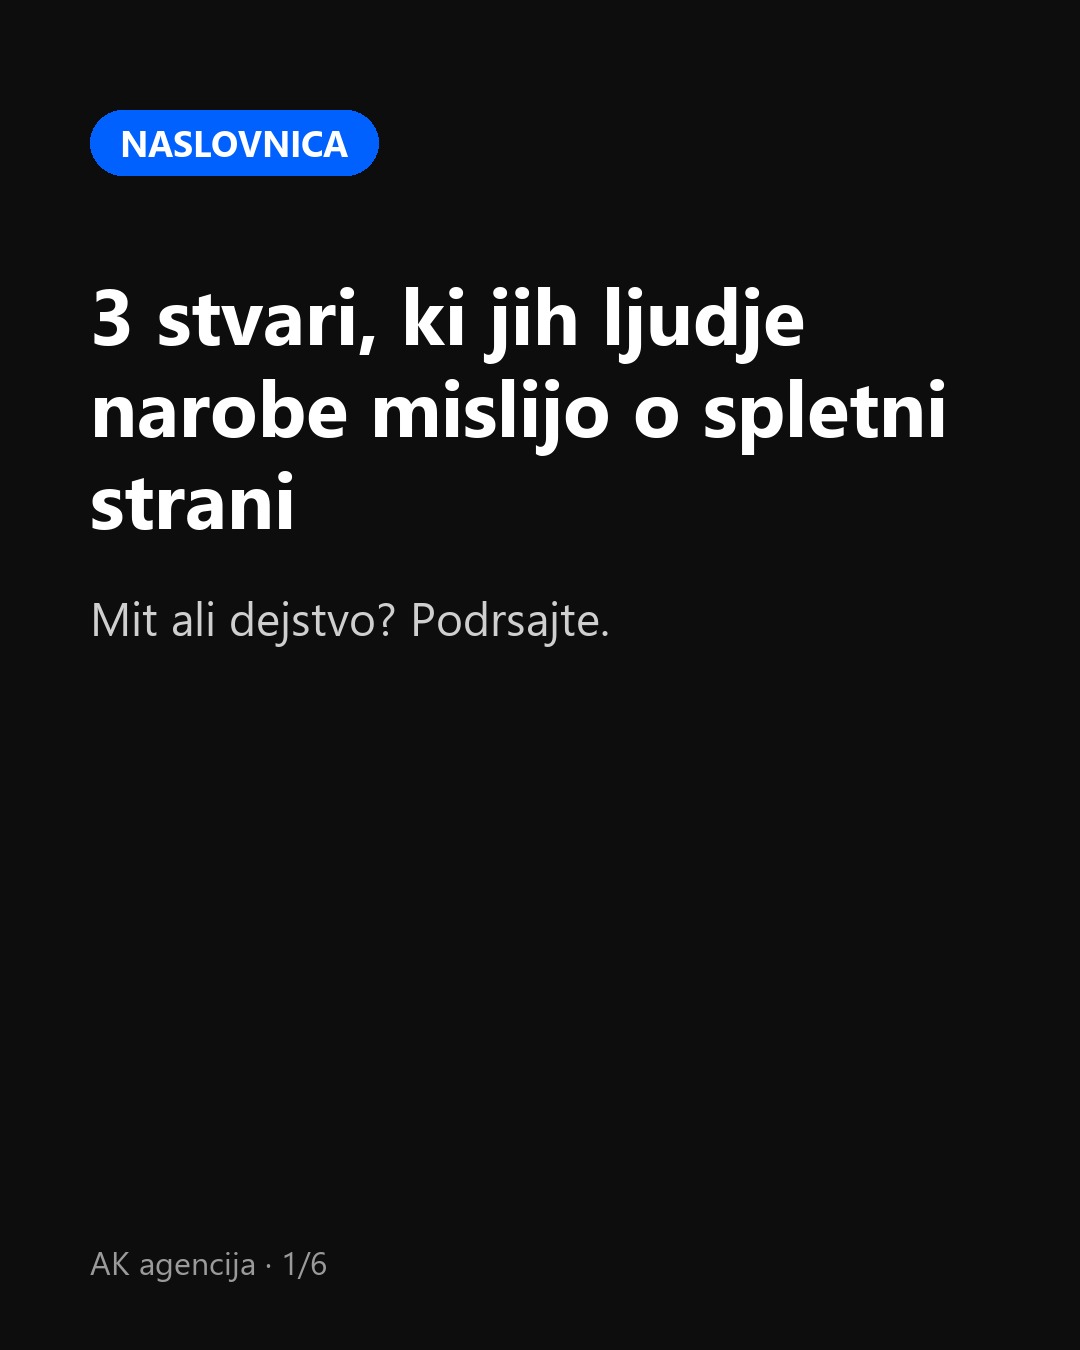 NASLOVNICA
3 stvari, ki jih ljudje
narobe mislijo o spletni
strani
Mit ali dejstvo? Podrsajte.
AK agencija · 1/6